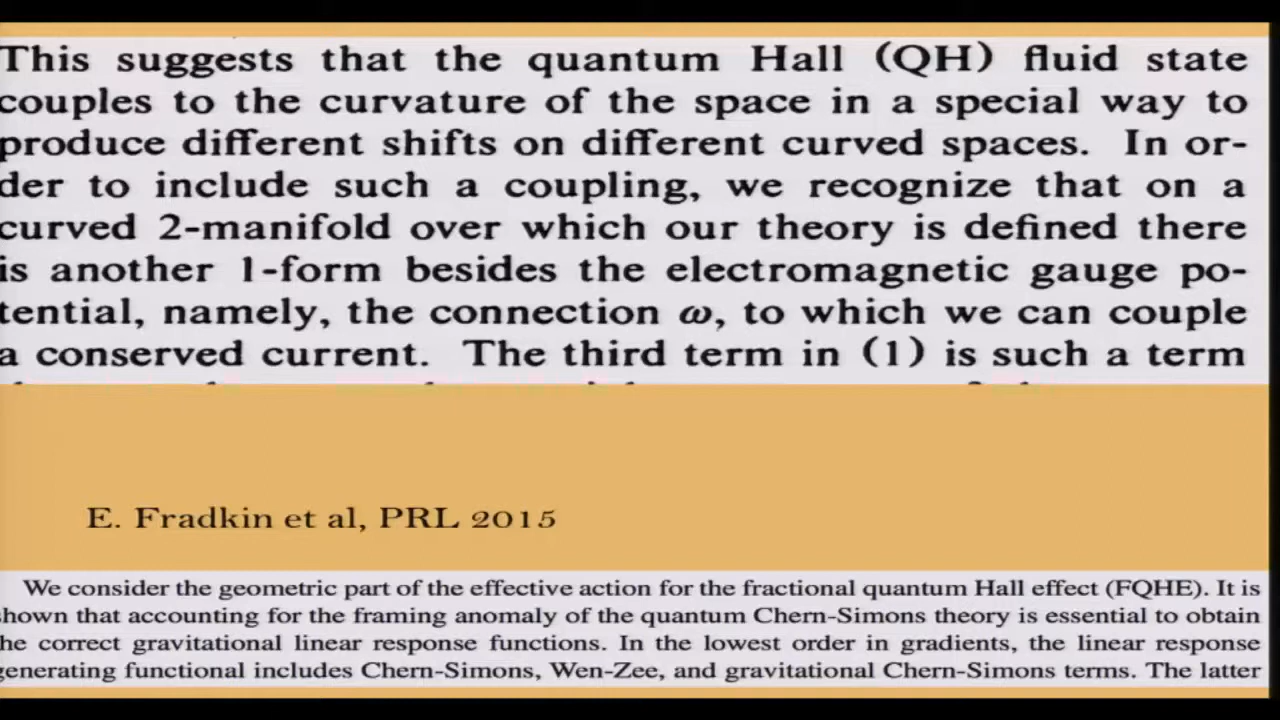 This suggests that the quantum Hall (QH) fluid state
couples to the curvature of the space in a special way to
produce different shifts on different curved spaces. In or-
der to include such a coupling, we recognize that on a
curved 2-manifold over which our theory is defined there
is another 1-form besides the electromagnetic gauge po-
tential, namely, the connection ω, to which we can couple
a conserved current. The third term in (1) is such a term
E. Fradkin et al, PRL 2015
We consider the geometric part of the effective action for the fractional quantum Hall effect (FQHE). It is
shown that accounting for the framing anomaly of the quantum Chern-Simons theory is essential to obtain
the correct gravitational linear response functions. In the lowest order in gradients, the linear response
generating functional includes Chern-Simons, Wen-Zee, and gravitational Chern-Simons terms. The latter